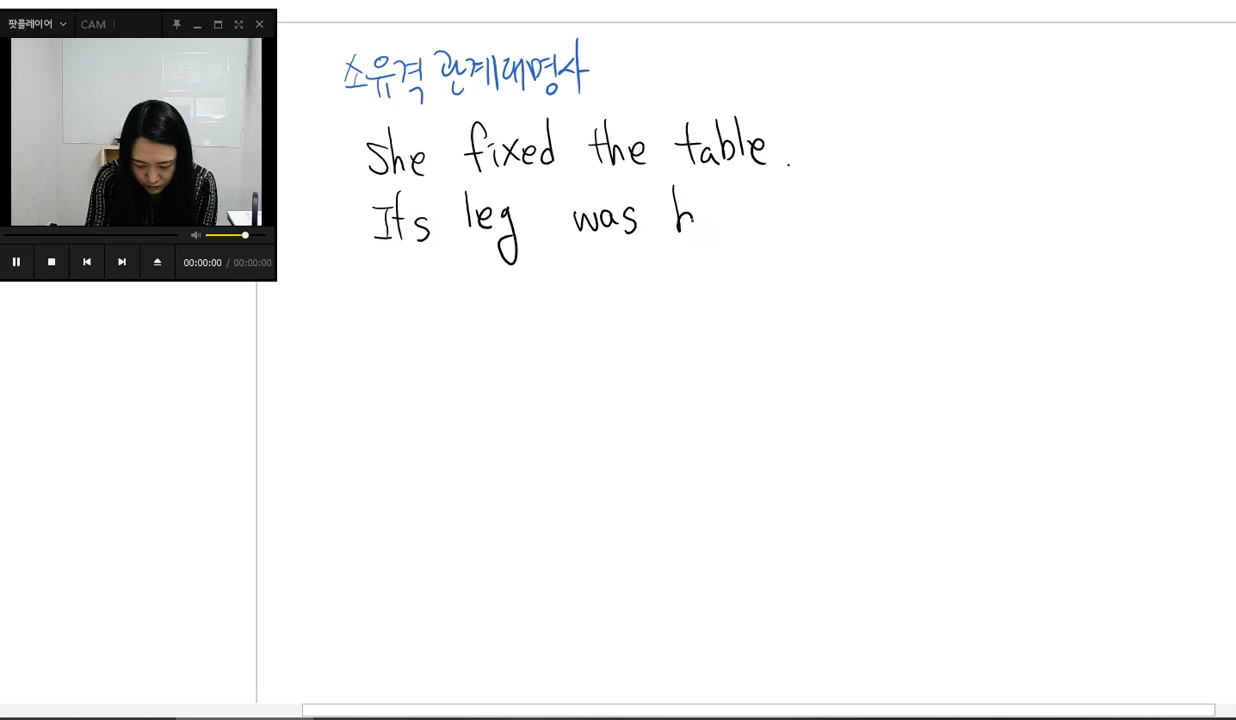 팟플레이어 CAM
00:00:00 / 00:00:00
소유격 관계대명사
She fixed the table.
Its leg was